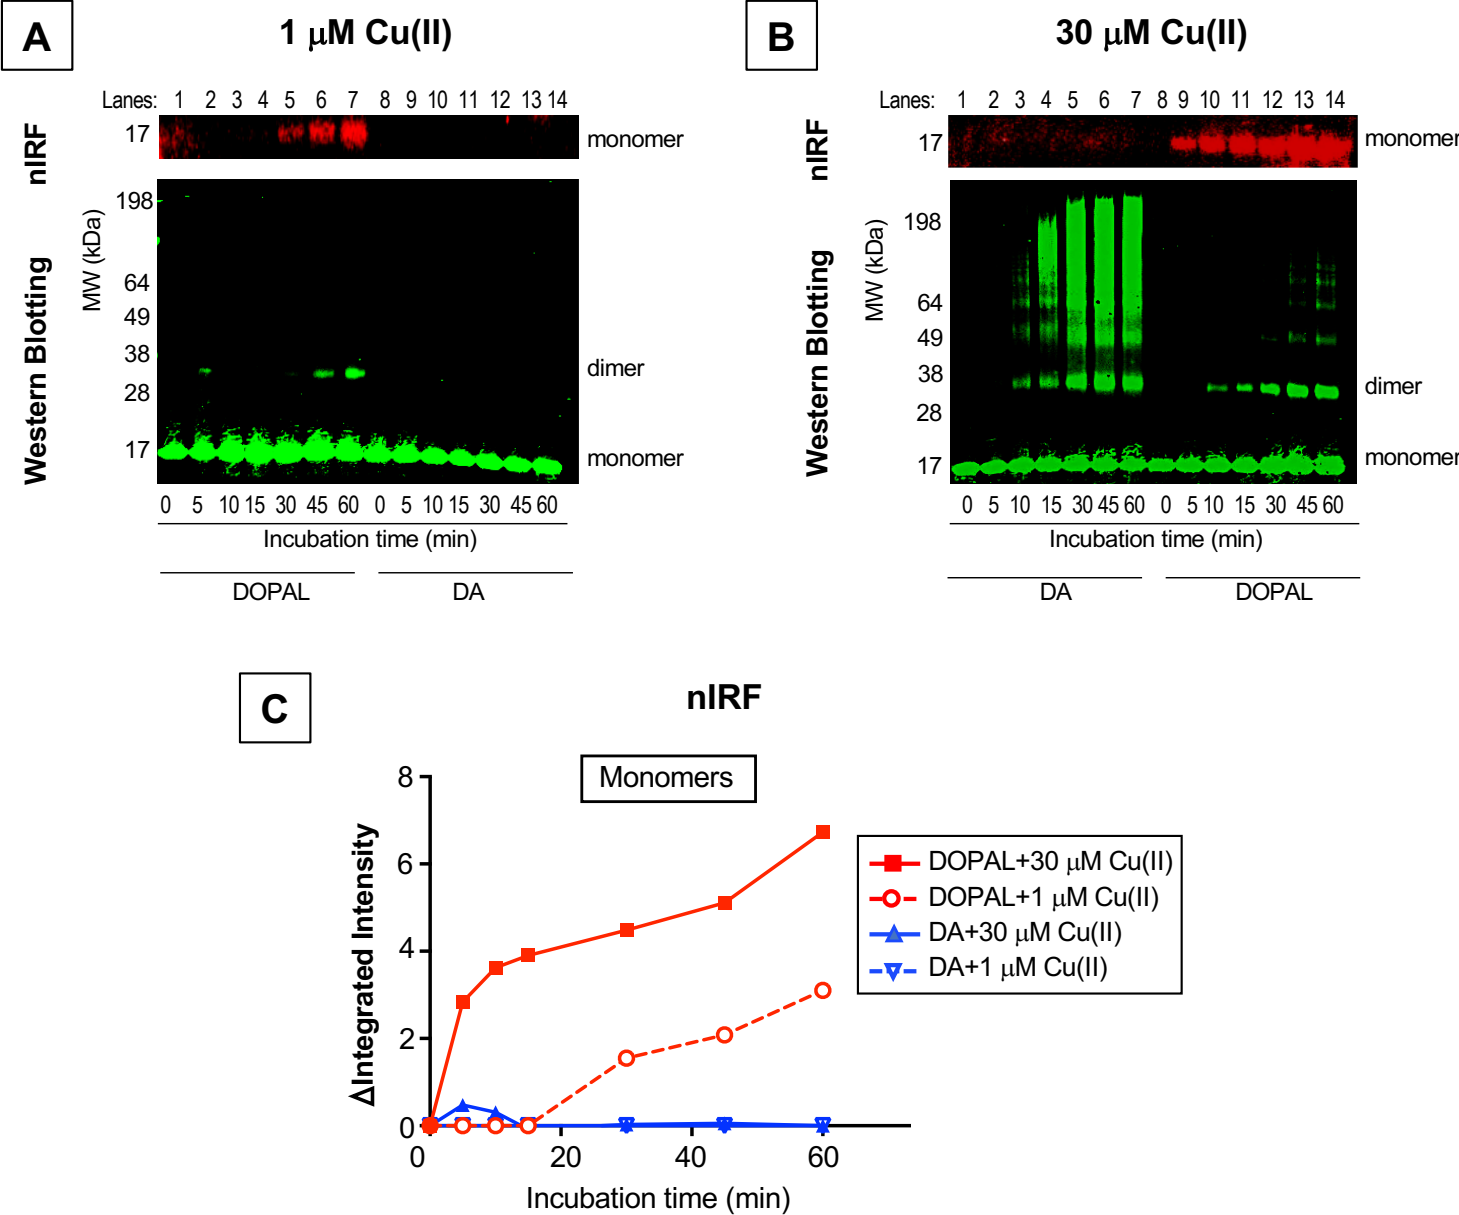 A
1 μM Cu(II)
Lanes: 1 2 3 4 5 6 7 8 9 10 11 12 13 14
nIRF
17
monomer
Western Blotting
MW (kDa)
198
64
49
38
dimer
28
17
monomer
0 5 10 15 30 45 60 0 5 10 15 30 45 60
Incubation time (min)
DOPAL DA
B
30 μM Cu(II)
Lanes: 1 2 3 4 5 6 7 8 9 10 11 12 13 14
nIRF
17
monomer
Western Blotting
MW (kDa)
198
64
49
38
dimer
28
17
monomer
0 5 10 15 30 45 60 0 5 10 15 30 45 60
Incubation time (min)
DA DOPAL
C
nIRF
Monomers
ΔIntegrated Intensity
8
6
4
2
0
0 20 40 60
Incubation time (min)
DOPAL+30 μM Cu(II)
DOPAL+1 μM Cu(II)
DA+30 μM Cu(II)
DA+1 μM Cu(II)